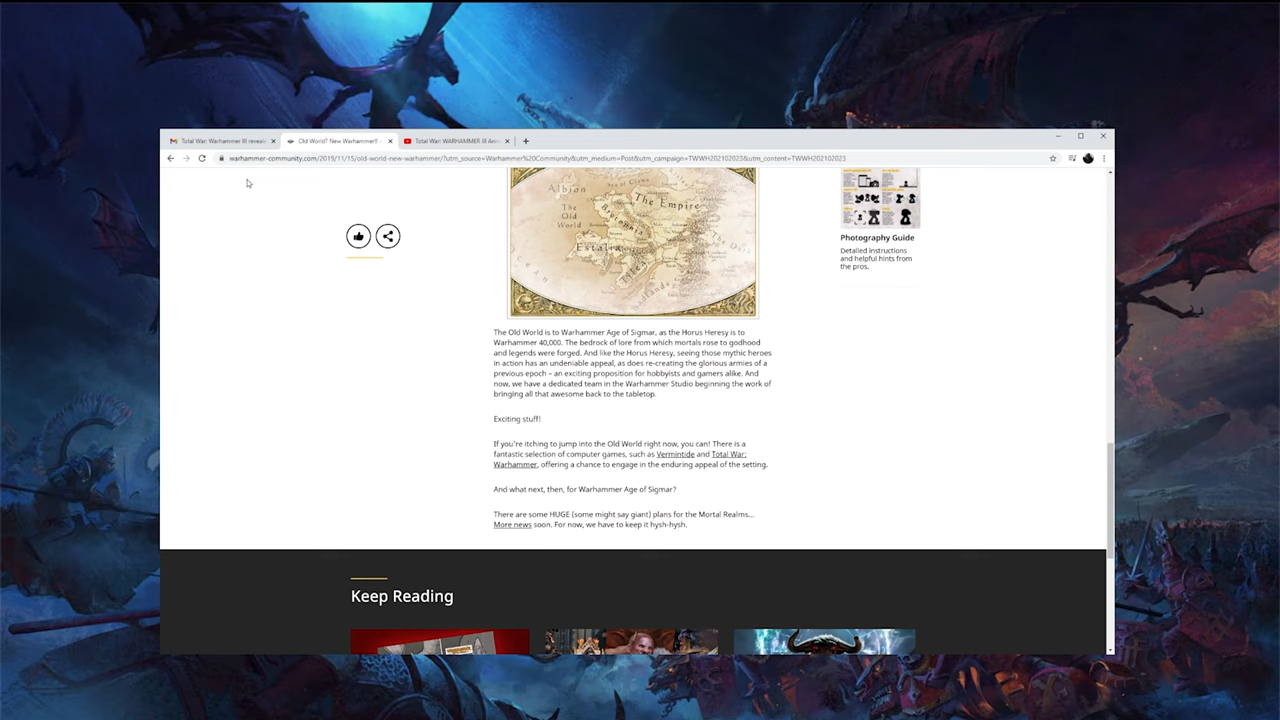 Total War: Warhammer III reveal
Old World? New Warhammer!!
Total War: WARHAMMER III Ann
warhammer-community.com/2019/11/15/old-world-new-warhammer/?utm_source=Warhammer%20Community&utm_medium=Post&utm_campaign=TWWH202102023&utm_content=TWWH202102023
Albion
The Empire
The
Old
World
Bretonnia
Estalia
Tilea
Photography Guide
Detailed instructions
and helpful hints from
the pros.
The Old World is to Warhammer Age of Sigmar, as the Horus Heresy is to
Warhammer 40,000. The bedrock of lore from which mortals rose to godhood
and legends were forged. And like the Horus Heresy, seeing those mythic heroes
in action has an undeniable appeal, as does re-creating the glorious armies of a
previous epoch – an exciting proposition for hobbyists and gamers alike. And
now, we have a dedicated team in the Warhammer Studio beginning the work of
bringing all that awesome back to the tabletop.
Exciting stuff!
If you're itching to jump into the Old World right now, you can! There is a
fantastic selection of computer games, such as Vermintide and Total War:
Warhammer, offering a chance to engage in the enduring appeal of the setting.
And what next, then, for Warhammer Age of Sigmar?
There are some HUGE (some might say giant) plans for the Mortal Realms...
More news soon. For now, we have to keep it hysh-hysh.
Keep Reading